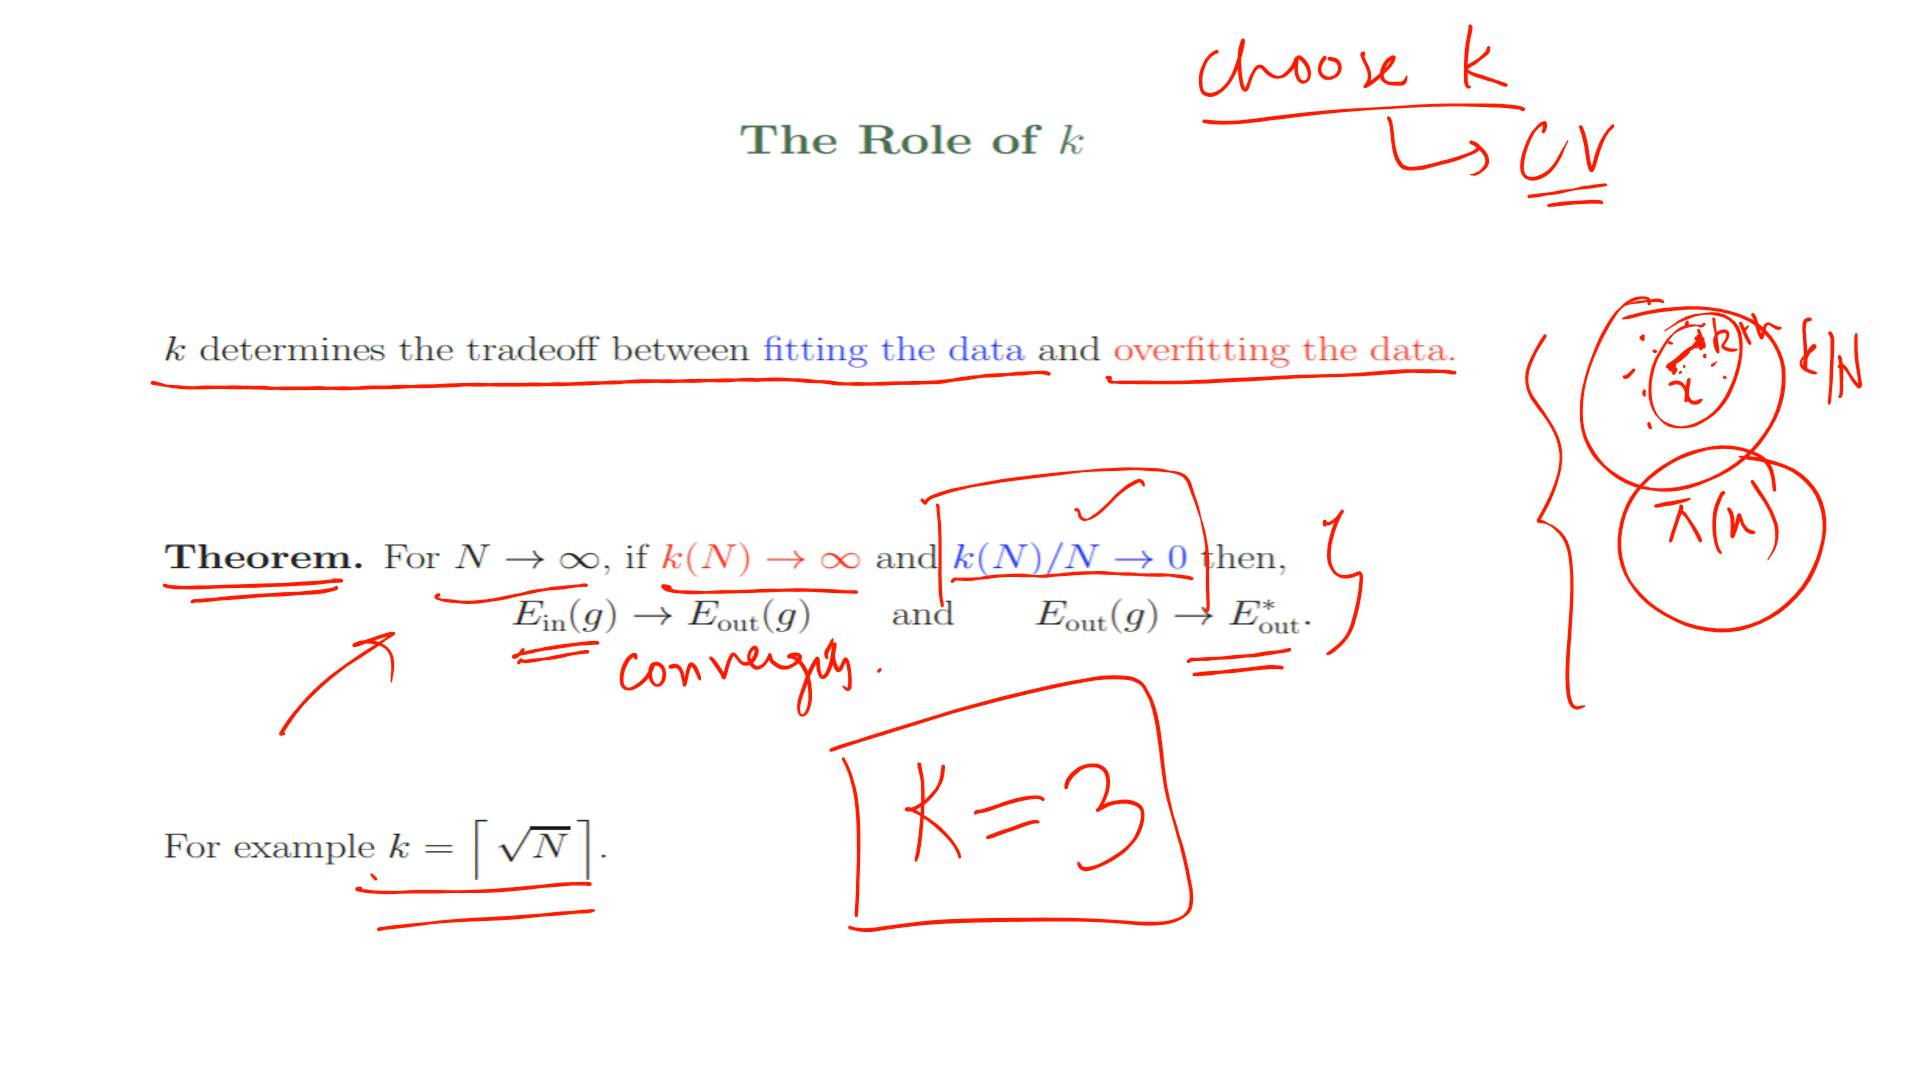 choose k
The Role of k
CV
k determines the tradeoff between fitting the data and overfitting the data.
kth
k/N
x
π(x)
Theorem. For N → ∞, if k(N) → ∞ and k(N)/N → 0 then,
E_in(g) → E_out(g) and E_out(g) → E*_out.
K = 3
For example k = ⌈√N⌉.